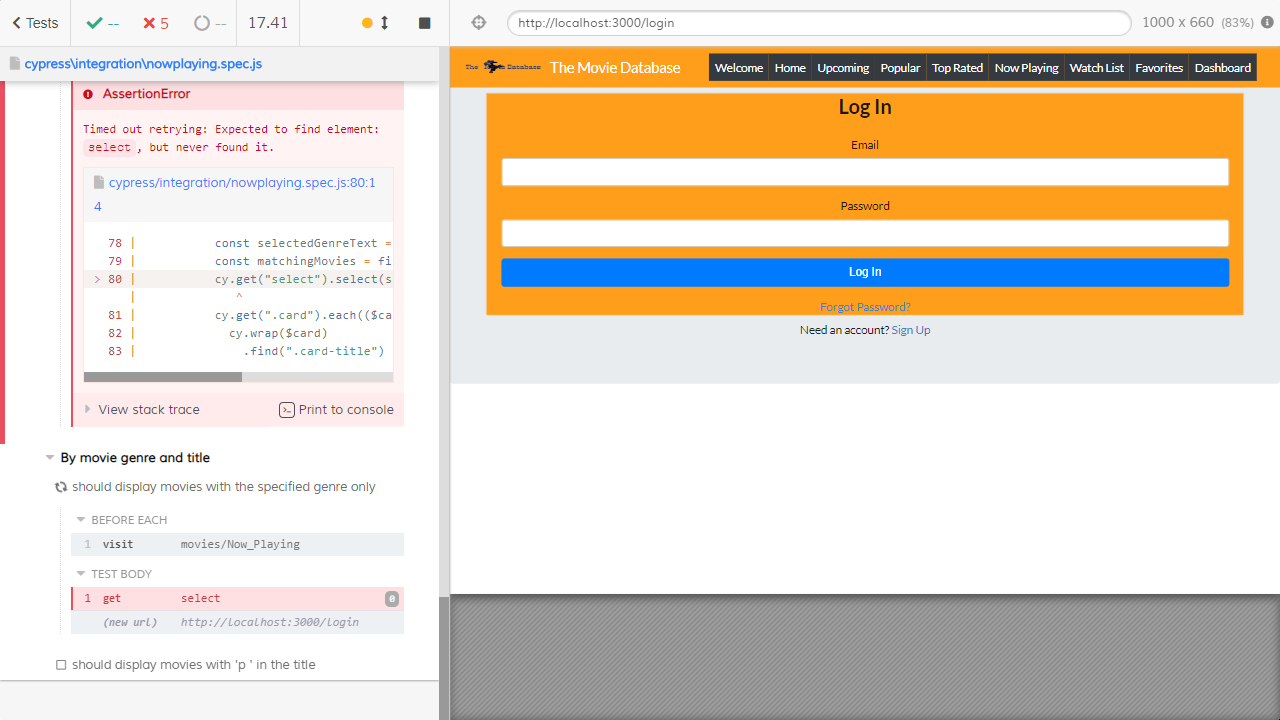 Tests
--
5
--
17.41
http://localhost:3000/login
1000 x 660 (83%)
cypress\integration\nowplaying.spec.js
AssertionError
Timed out retrying: Expected to find element:
select, but never found it.
cypress/integration/nowplaying.spec.js:80:1
4
78 | const selectedGenreText =
79 | const matchingMovies = fi
> 80 | cy.get("select").select(s
| ^
81 | cy.get(".card").each(($ca
82 | cy.wrap($card)
83 | .find(".card-title")
View stack trace
Print to console
By movie genre and title
should display movies with the specified genre only
BEFORE EACH
1 visit movies/Now_Playing
TEST BODY
1 get select 0
(new url) http://localhost:3000/login
should display movies with 'p ' in the title
The Movie Database
Welcome
Home
Upcoming
Popular
Top Rated
Now Playing
Watch List
Favorites
Dashboard
Log In
Email
Password
Log In
Forgot Password?
Need an account? Sign Up